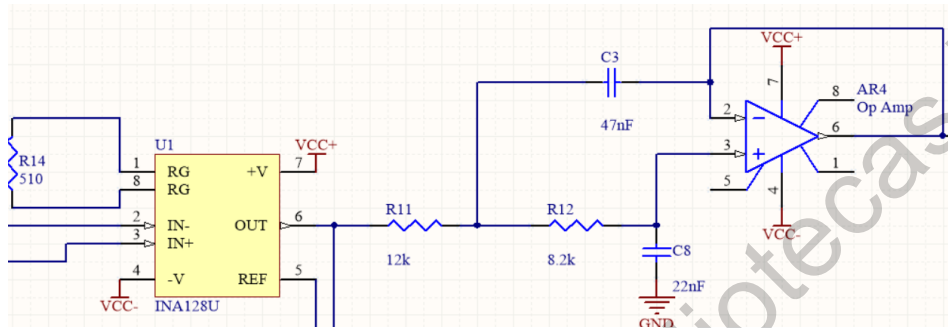 C3
47nF
VCC+
7
2
3
5
4
8
AR4
Op Amp
6
1
VCC-
R14
510
U1
1
RG
8
RG
2
IN-
3
IN+
4
-V
VCC-
+V
7
VCC+
OUT
6
REF
5
INA128U
R11
12k
R12
8.2k
C8
22nF
GND
iotecas